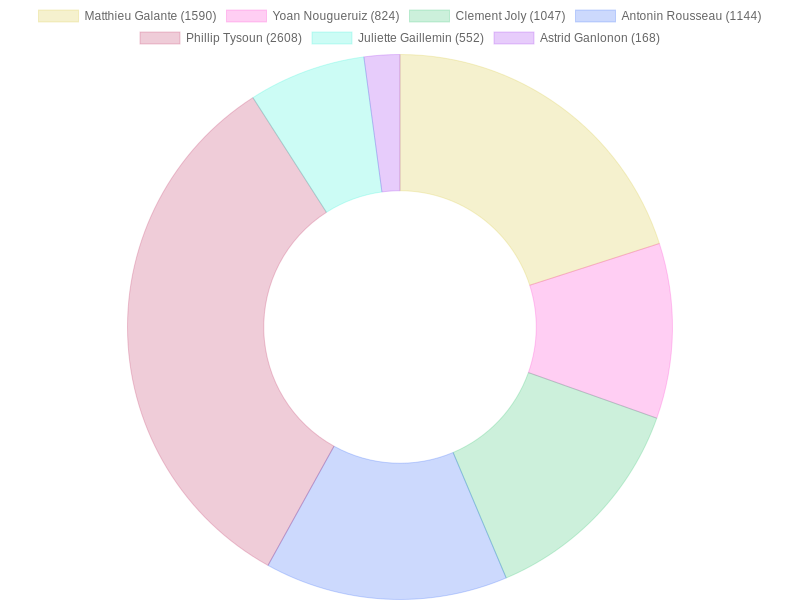 Matthieu Galante (1590) Yoan Nougueruiz (824) Clement Joly (1047) Antonin Rousseau (1144)
Phillip Tysoun (2608) Juliette Gaillemin (552) Astrid Ganlonon (168)